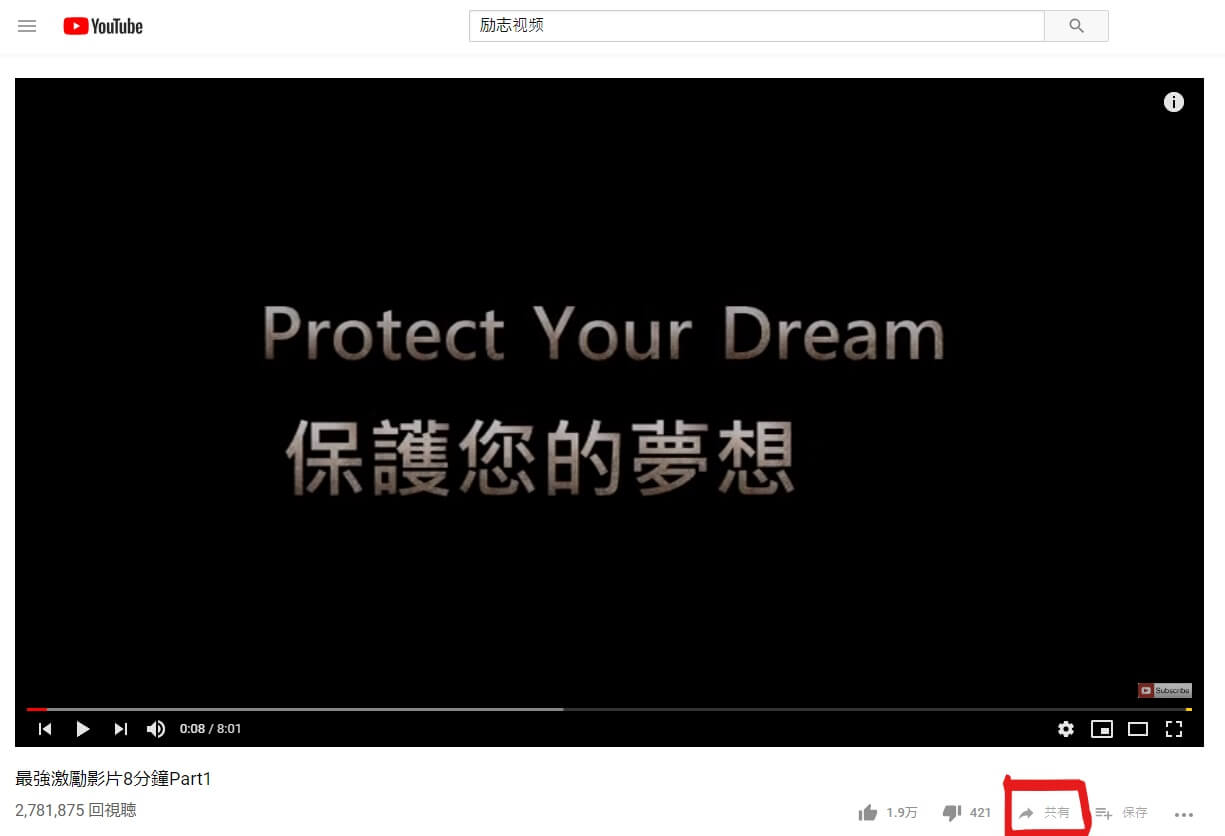 YouTube
励志视频
Protect Your Dream
保護您的夢想
Subscribe
0:08 / 8:01
最強激勵影片8分鐘Part1
2,781,875 回視聴
1.9万 421 共有 保存